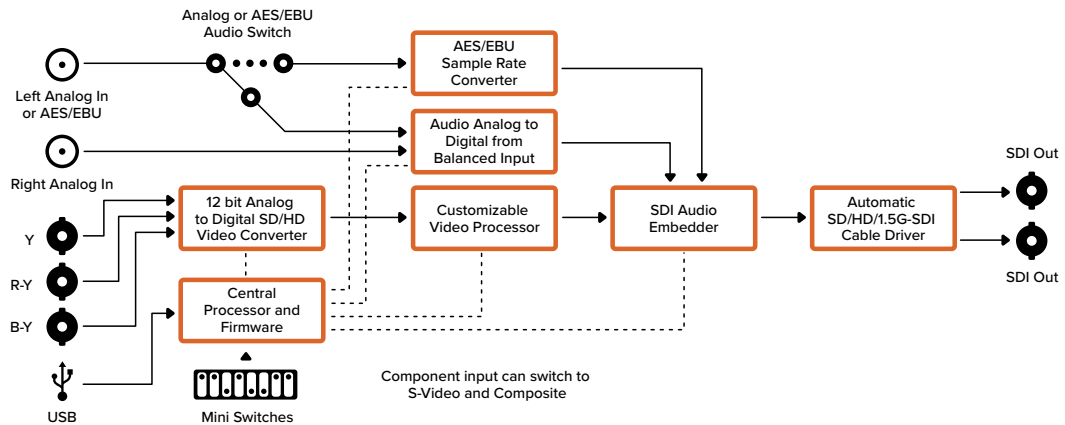 Analog or AES/EBU
Audio Switch
Left Analog In
or AES/EBU
Right Analog In
AES/EBU
Sample Rate
Converter
Audio Analog to
Digital from
Balanced Input
Y
R-Y
B-Y
USB
12 bit Analog
to Digital SD/HD
Video Converter
Customizable
Video Processor
SDI Audio
Embedder
Automatic
SD/HD/1.5G-SDI
Cable Driver
SDI Out
SDI Out
Central
Processor and
Firmware
Mini Switches
Component input can switch to
S-Video and Composite